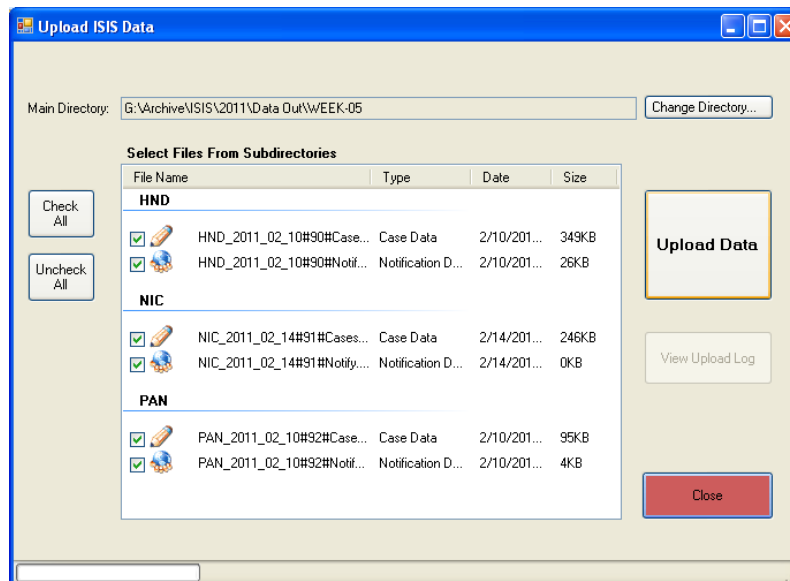 Upload ISIS Data
Main Directory: G:\Archive\ISIS\2011\Data Out\WEEK-05 Change Directory...
Select Files From Subdirectories
File Name Type Date Size
HND
Check All
HND_2011_02_10#90#Case... Case Data 2/10/201... 349KB
Upload Data
HND_2011_02_10#90#Notif... Notification D... 2/10/201... 26KB
Uncheck All
NIC
NIC_2011_02_14#91#Cases... Case Data 2/14/201... 246KB
NIC_2011_02_14#91#Notify.... Notification D... 2/14/201... 0KB
View Upload Log
PAN
PAN_2011_02_10#92#Case... Case Data 2/10/201... 95KB
PAN_2011_02_10#92#Notif... Notification D... 2/10/201... 4KB
Close